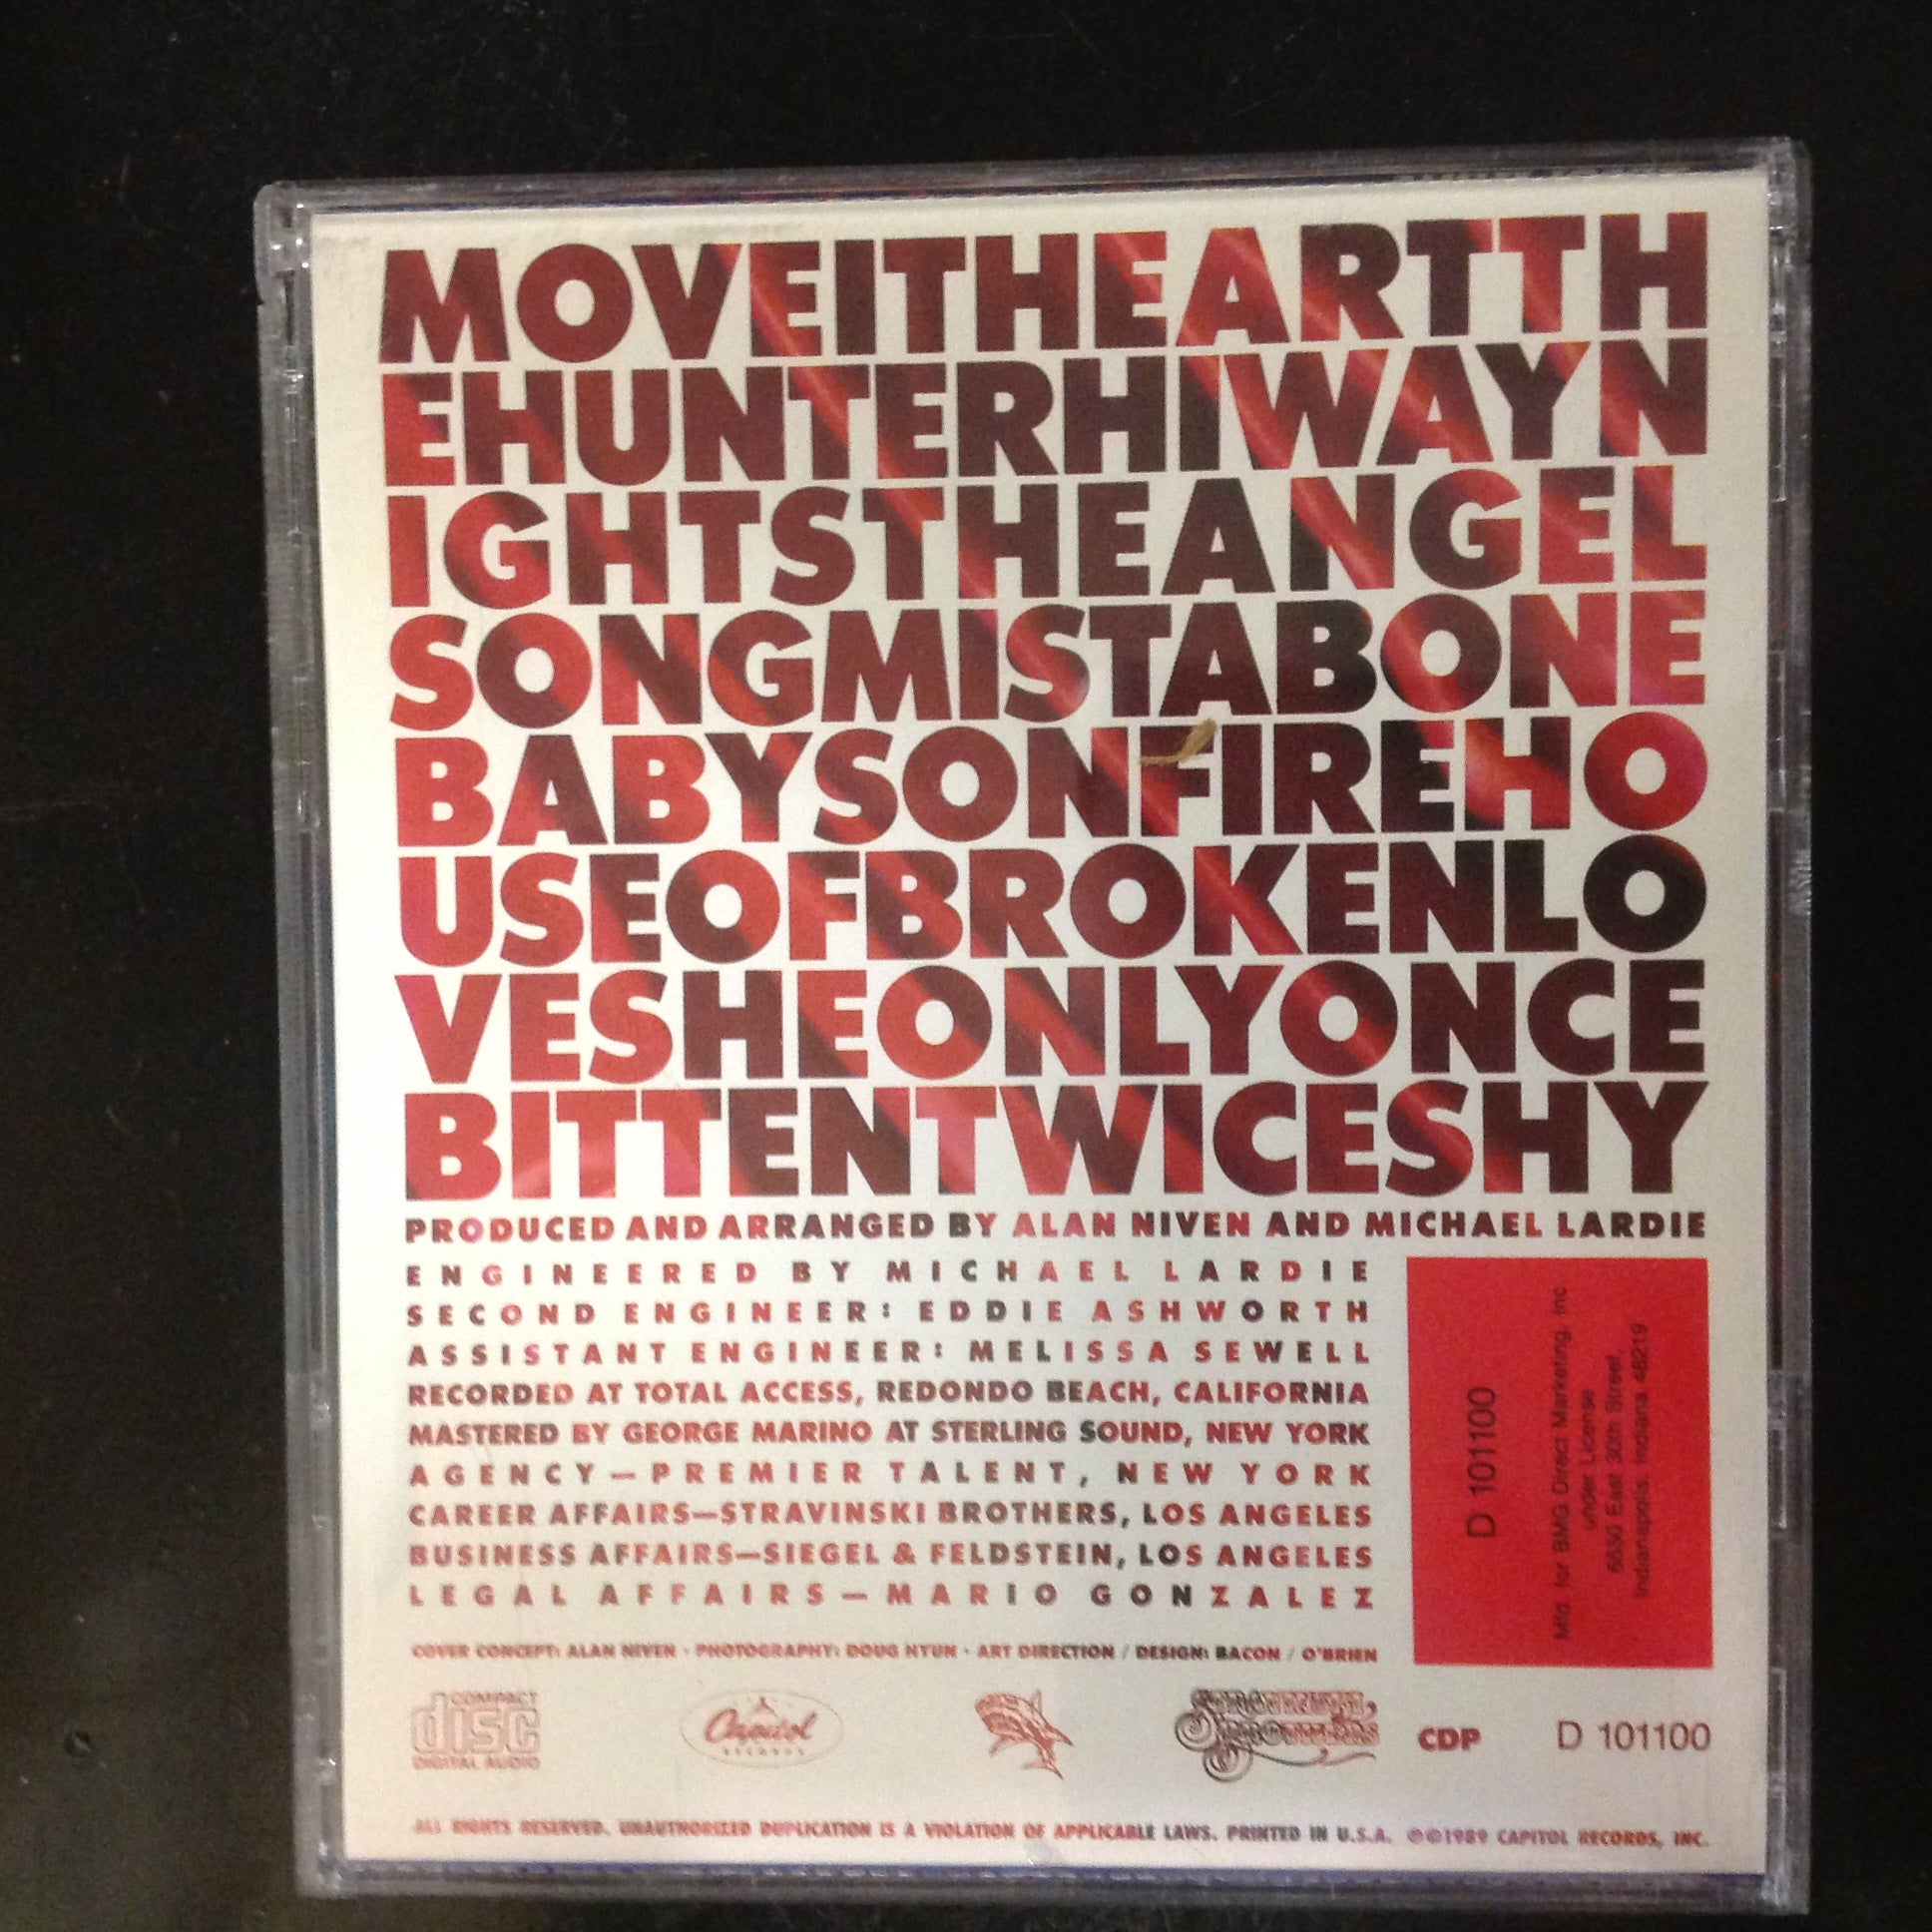 MOVEITHEARTTH
EHUNTERHIWAYN
IGHTSTHEANGEL
SONGMISTABONE
BABYSONFIREHO
USEOFBROKENLO
VESHEONLYONCE
BITTENTWICESHY
PRODUCED AND ARRANGED BY ALAN NIVEN AND MICHAEL LARDIE
ENGINEERED BY MICHAEL LARDIE
SECOND ENGINEER: EDDIE ASHWORTH
ASSISTANT ENGINEER: MELISSA SEWELL
RECORDED AT TOTAL ACCESS, REDONDO BEACH, CALIFORNIA
MASTERED BY GEORGE MARINO AT STERLING SOUND, NEW YORK
AGENCY—PREMIER TALENT, NEW YORK
CAREER AFFAIRS—STRAVINSKI BROTHERS, LOS ANGELES
BUSINESS AFFAIRS—SIEGEL & FELDSTEIN, LOS ANGELES
LEGAL AFFAIRS—MARIO GONZALEZ
COVER CONCEPT: ALAN NIVEN · PHOTOGRAPHY: DOUG HYUN · ART DIRECTION / DESIGN: BACON / O'BRIEN
D 101100
Mfd. for BMG Direct Marketing, Inc
under License
6550 East 30th Street,
Indianapolis, Indiana 46219
COMPACT
disc
DIGITAL AUDIO
Capitol
RECORDS
STRAVINSKI
BROTHERS
CDP
D 101100
ALL RIGHTS RESERVED. UNAUTHORIZED DUPLICATION IS A VIOLATION OF APPLICABLE LAWS. PRINTED IN U.S.A. ℗©1989 CAPITOL RECORDS, INC.